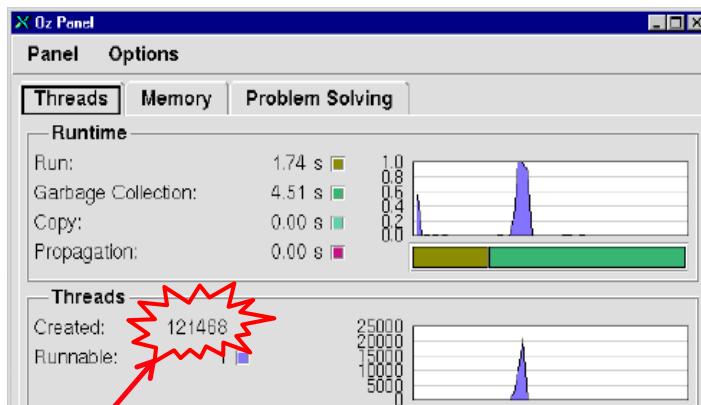 Oz Panel
Panel Options
Threads Memory Problem Solving
Runtime
Run: 1.74 s
Garbage Collection: 4.51 s
Copy: 0.00 s
Propagation: 0.00 s
1.0
0.8
0.6
0.4
0.2
0.0
Threads
Created: 121468
Runnable: 1
25000
20000
15000
10000
5000
0